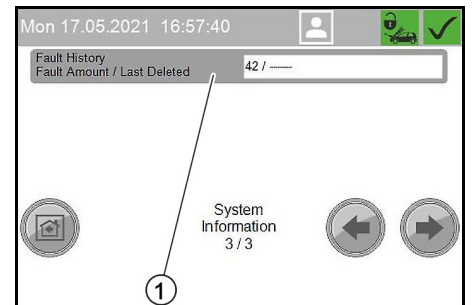 Mon 17.05.2021 16:57:40
Fault History
Fault Amount / Last Deleted
42 / -------
System
Information
3 / 3
1